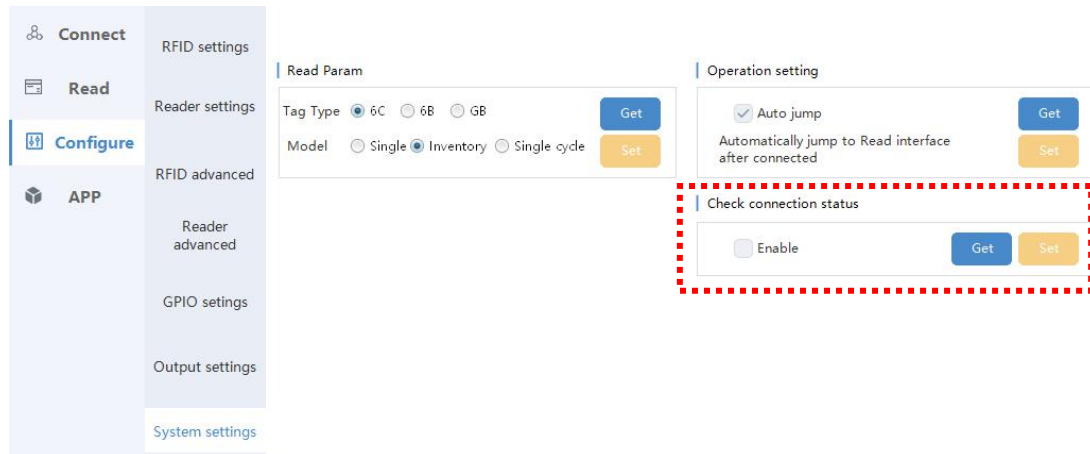 Connect
Read
Configure
APP
RFID settings
Reader settings
RFID advanced
Reader
advanced
GPIO setings
Output settings
System settings
Read Param
Tag Type 6C 6B GB Get
Model Single Inventory Single cycle Set
Operation setting
Auto jump Get
Automatically jump to Read interface
after connected
Set
Check connection status
Enable Get Set